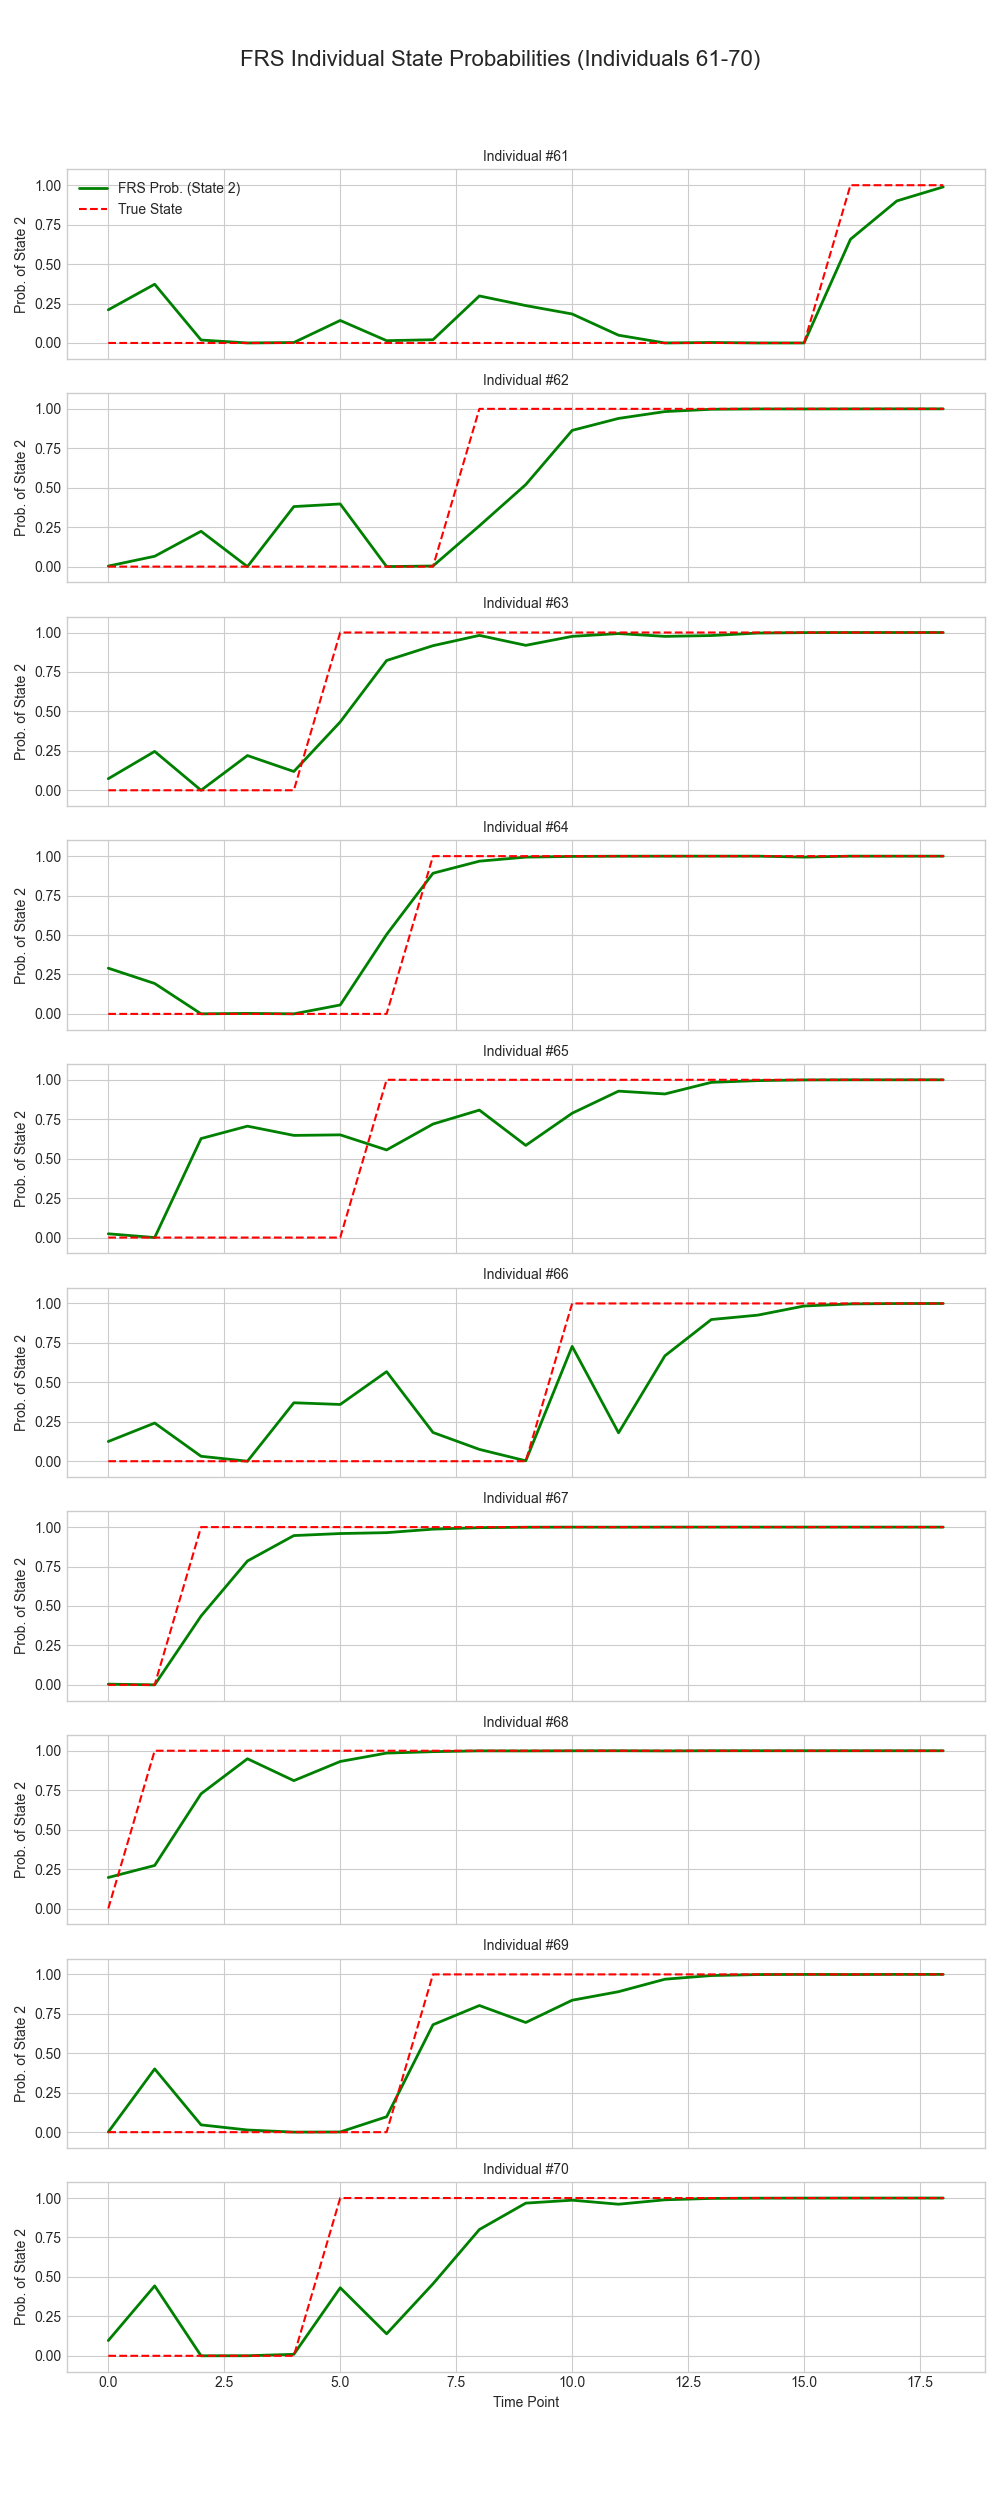 FRS Individual State Probabilities (Individuals 61-70)
Individual #61
FRS Prob. (State 2)
True State
Prob. of State 2
1.00
0.75
0.50
0.25
0.00
Individual #62
Prob. of State 2
1.00
0.75
0.50
0.25
0.00
Individual #63
Prob. of State 2
1.00
0.75
0.50
0.25
0.00
Individual #64
Prob. of State 2
1.00
0.75
0.50
0.25
0.00
Individual #65
Prob. of State 2
1.00
0.75
0.50
0.25
0.00
Individual #66
Prob. of State 2
1.00
0.75
0.50
0.25
0.00
Individual #67
Prob. of State 2
1.00
0.75
0.50
0.25
0.00
Individual #68
Prob. of State 2
1.00
0.75
0.50
0.25
0.00
Individual #69
Prob. of State 2
1.00
0.75
0.50
0.25
0.00
Individual #70
Prob. of State 2
1.00
0.75
0.50
0.25
0.00
0.0 2.5 5.0 7.5 10.0 12.5 15.0 17.5
Time Point